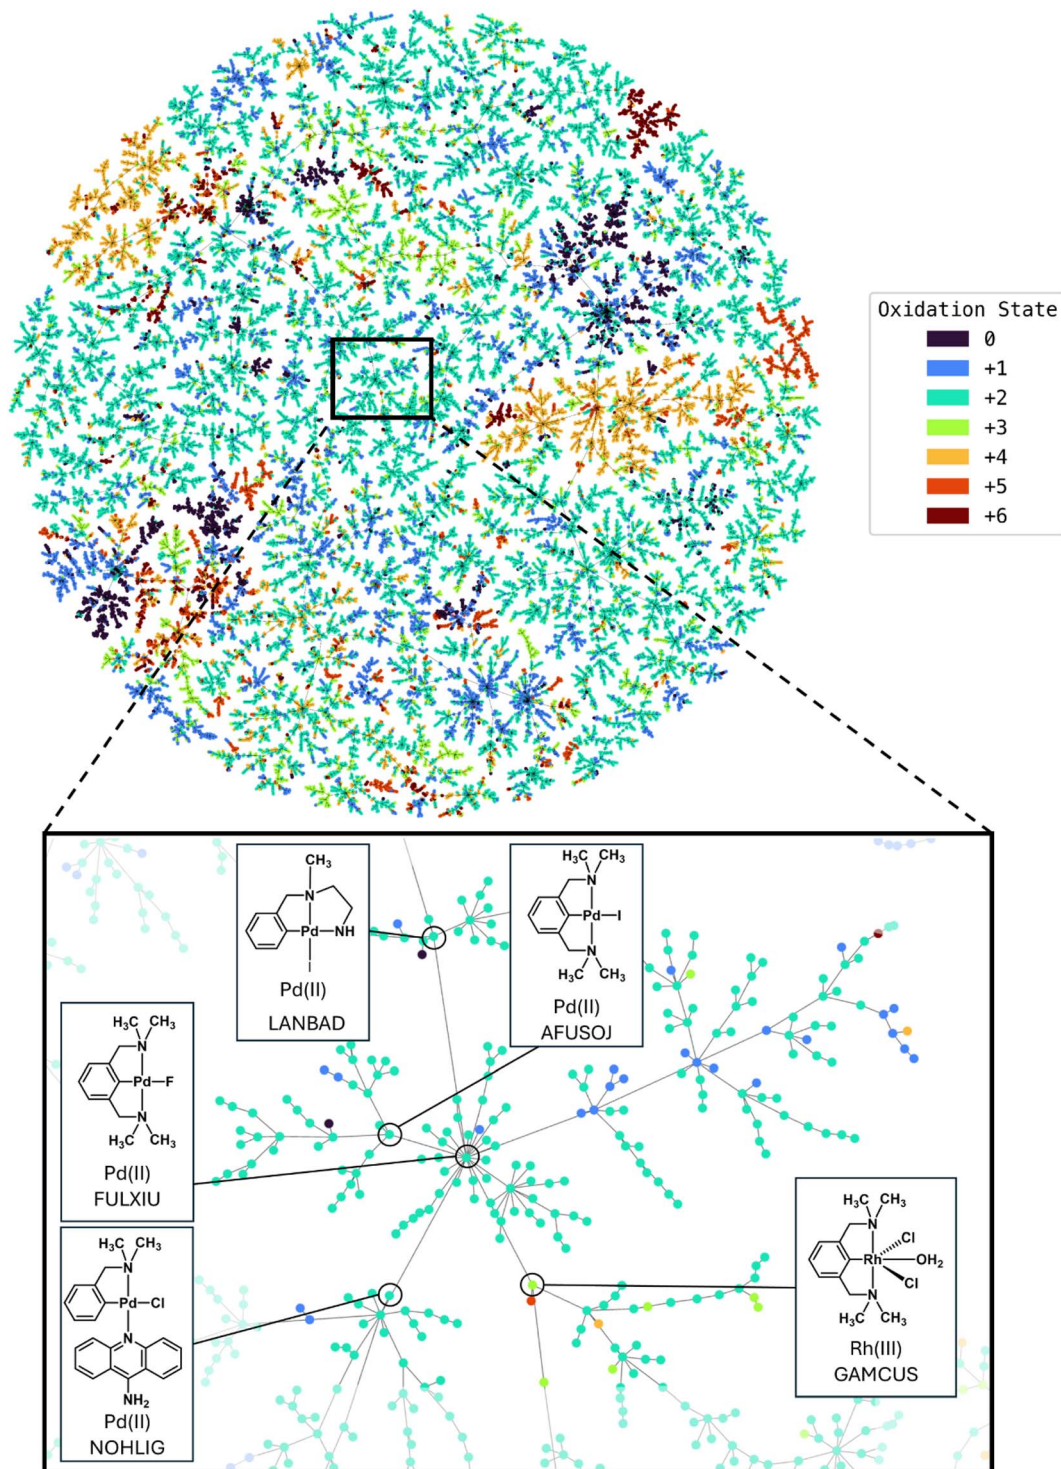 Oxidation State
0
+1
+2
+3
+4
+5
+6
CH₃
N
Pd
NH
I
Pd(II)
LANBAD
H₃C
CH₃
N
Pd
I
N
H₃C
CH₃
Pd(II)
AFUSOJ
H₃C
CH₃
N
Pd
F
N
H₃C
CH₃
Pd(II)
FULXIU
H₃C
CH₃
N
Pd
Cl
N
NH₂
Pd(II)
NOHLIG
H₃C
CH₃
N
Cl
Rh
OH₂
Cl
N
H₃C
CH₃
Rh(III)
GAMCUS